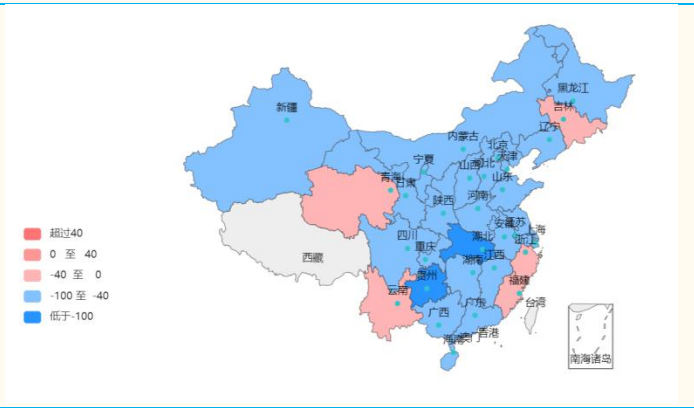 黑龙江
吉林
新疆
辽宁
内蒙古
北京
天津
宁夏
山西
河北
青海
甘肃
山东
陕西
河南
超过40
0 至 40
-40 至 0
-100 至 -40
低于-100
四川
重庆
湖北
安徽
江苏
上海
浙江
西藏
湖南
江西
贵州
云南
福建
台湾
广西
广东
香港
澳门
海南
南海诸岛